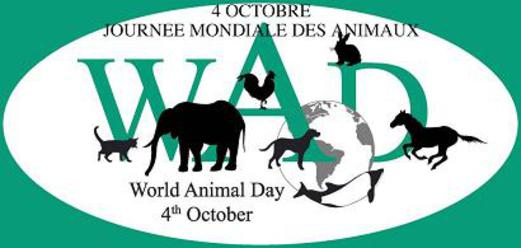 4 OCTOBRE
JOURNEE MONDIALE DES ANIMAUX
WAD
World Animal Day
4th October